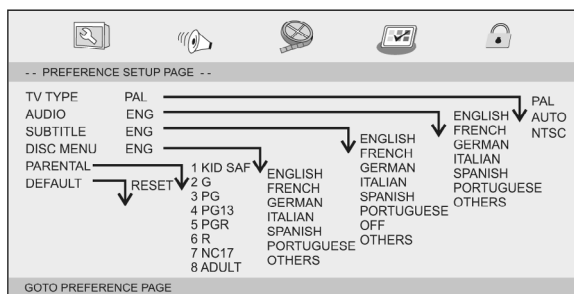 -- PREFERENCE SETUP PAGE --
TV TYPE PAL
AUDIO ENG
SUBTITLE ENG
DISC MENU ENG
PARENTAL
DEFAULT
RESET
1 KID SAF
2 G
3 PG
4 PG13
5 PGR
6 R
7 NC17
8 ADULT
ENGLISH
FRENCH
GERMAN
ITALIAN
SPANISH
PORTUGUESE
OTHERS
ENGLISH
FRENCH
GERMAN
ITALIAN
SPANISH
PORTUGUESE
OFF
OTHERS
ENGLISH
FRENCH
GERMAN
ITALIAN
SPANISH
PORTUGUESE
OTHERS
PAL
AUTO
NTSC
GOTO PREFERENCE PAGE